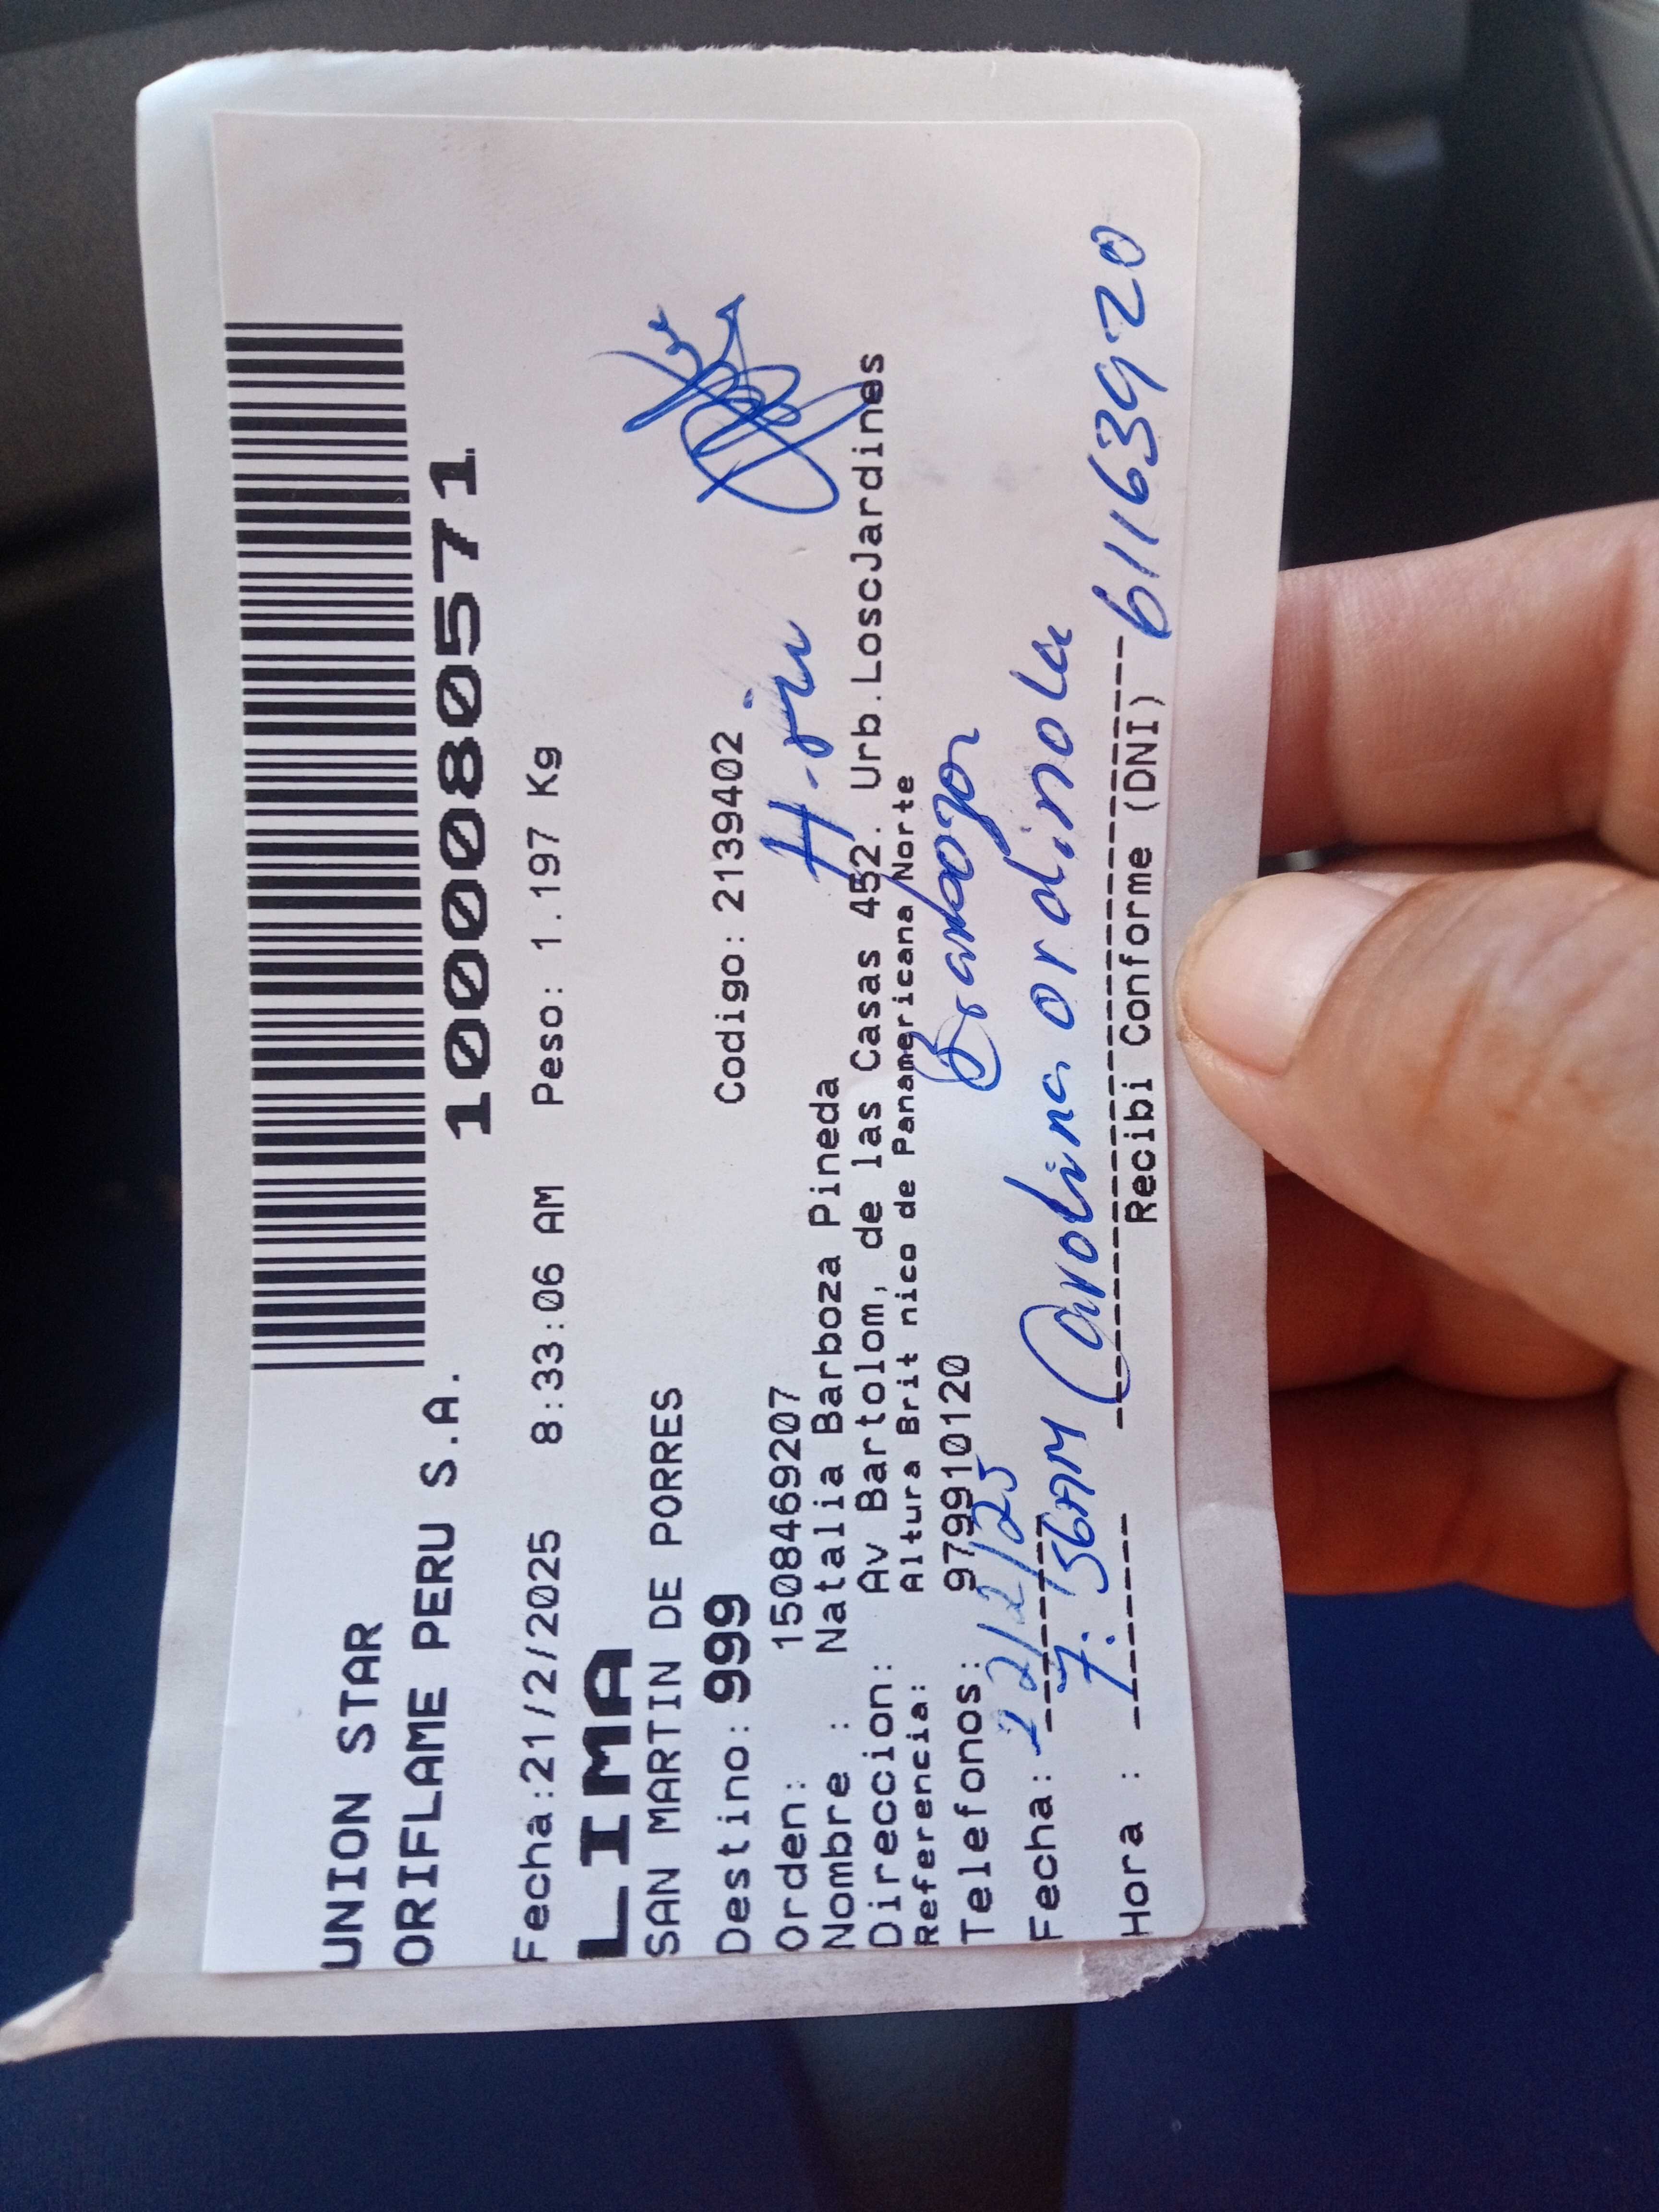 UNION STAR
ORIFLAME PERU S.A.
1000080571
Fecha:21/2/2025 8:33:06 AM Peso: 1.197 Kg
LIMA
SAN MARTIN DE PORRES
Destino: 999 Codigo: 2139402
Orden: 1508469207
Nombre : Natalia Barboza Pineda
Direccion: Av Bartolom, de las Casas 452. Urb.LoscJardines
Referencia: Altura Brit nico de Panamericana Norte
Telefonos: 979910120
Fecha: 22/2/25
Hora : 7:56AM Carolina ordinola
Recibi Conforme (DNI) 61163920